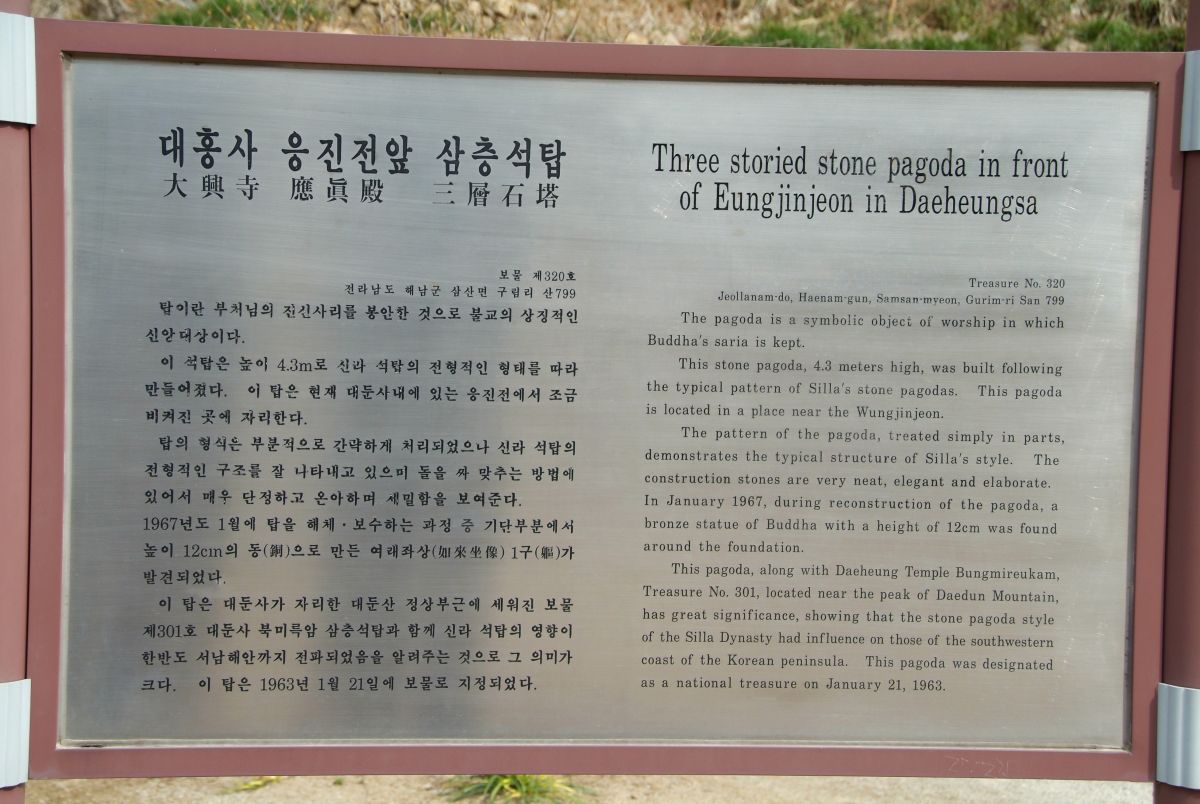 대흥사 응진전앞 삼층석탑
大興寺 應眞殿 三層石塔
보물 제320호
전라남도 해남군 삼산면 구림리 산799
탑이란 부처님의 진신사리를 봉안한 것으로 불교의 상징적인
신앙대상이다.
이 석탑은 높이 4.3m로 신라 석탑의 전형적인 형태를 따라
만들어졌다. 이 탑은 현재 대둔사내에 있는 응진전에서 조금
비켜진 곳에 자리한다.
탑의 형식은 부분적으로 간략하게 처리되었으나 신라 석탑의
전형적인 구조를 잘 나타내고 있으며 돌을 짜 맞추는 방법에
있어서 매우 단정하고 온아하며 세밀함을 보여준다.
1967년도 1월에 탑을 해체·보수하는 과정 중 기단부분에서
높이 12cm의 동(銅)으로 만든 여래좌상(如來坐像) 1구(軀)가
발견되었다.
이 탑은 대둔사가 자리한 대둔산 정상부근에 세워진 보물
제301호 대둔사 북미륵암 삼층석탑과 함께 신라 석탑의 영향이
한반도 서남해안까지 전파되었음을 알려주는 것으로 그 의미가
크다. 이 탑은 1963년 1월 21일에 보물로 지정되었다.
Three storied stone pagoda in front
of Eungjinjeon in Daeheungsa
Treasure No. 320
Jeollanam-do, Haenam-gun, Samsan-myeon, Gurim-ri San 799
The pagoda is a symbolic object of worship in which
Buddha's saria is kept.
This stone pagoda, 4.3 meters high, was built following
the typical pattern of Silla's stone pagodas. This pagoda
is located in a place near the Wungjinjeon.
The pattern of the pagoda, treated simply in parts,
demonstrates the typical structure of Silla's style. The
construction stones are very neat, elegant and elaborate.
In January 1967, during reconstruction of the pagoda, a
bronze statue of Buddha with a height of 12cm was found
around the foundation.
This pagoda, along with Daeheung Temple Bungmireukam,
Treasure No. 301, located near the peak of Daedun Mountain,
has great significance, showing that the stone pagoda style
of the Silla Dynasty had influence on those of the southwestern
coast of the Korean peninsula. This pagoda was designated
as a national treasure on January 21, 1963.